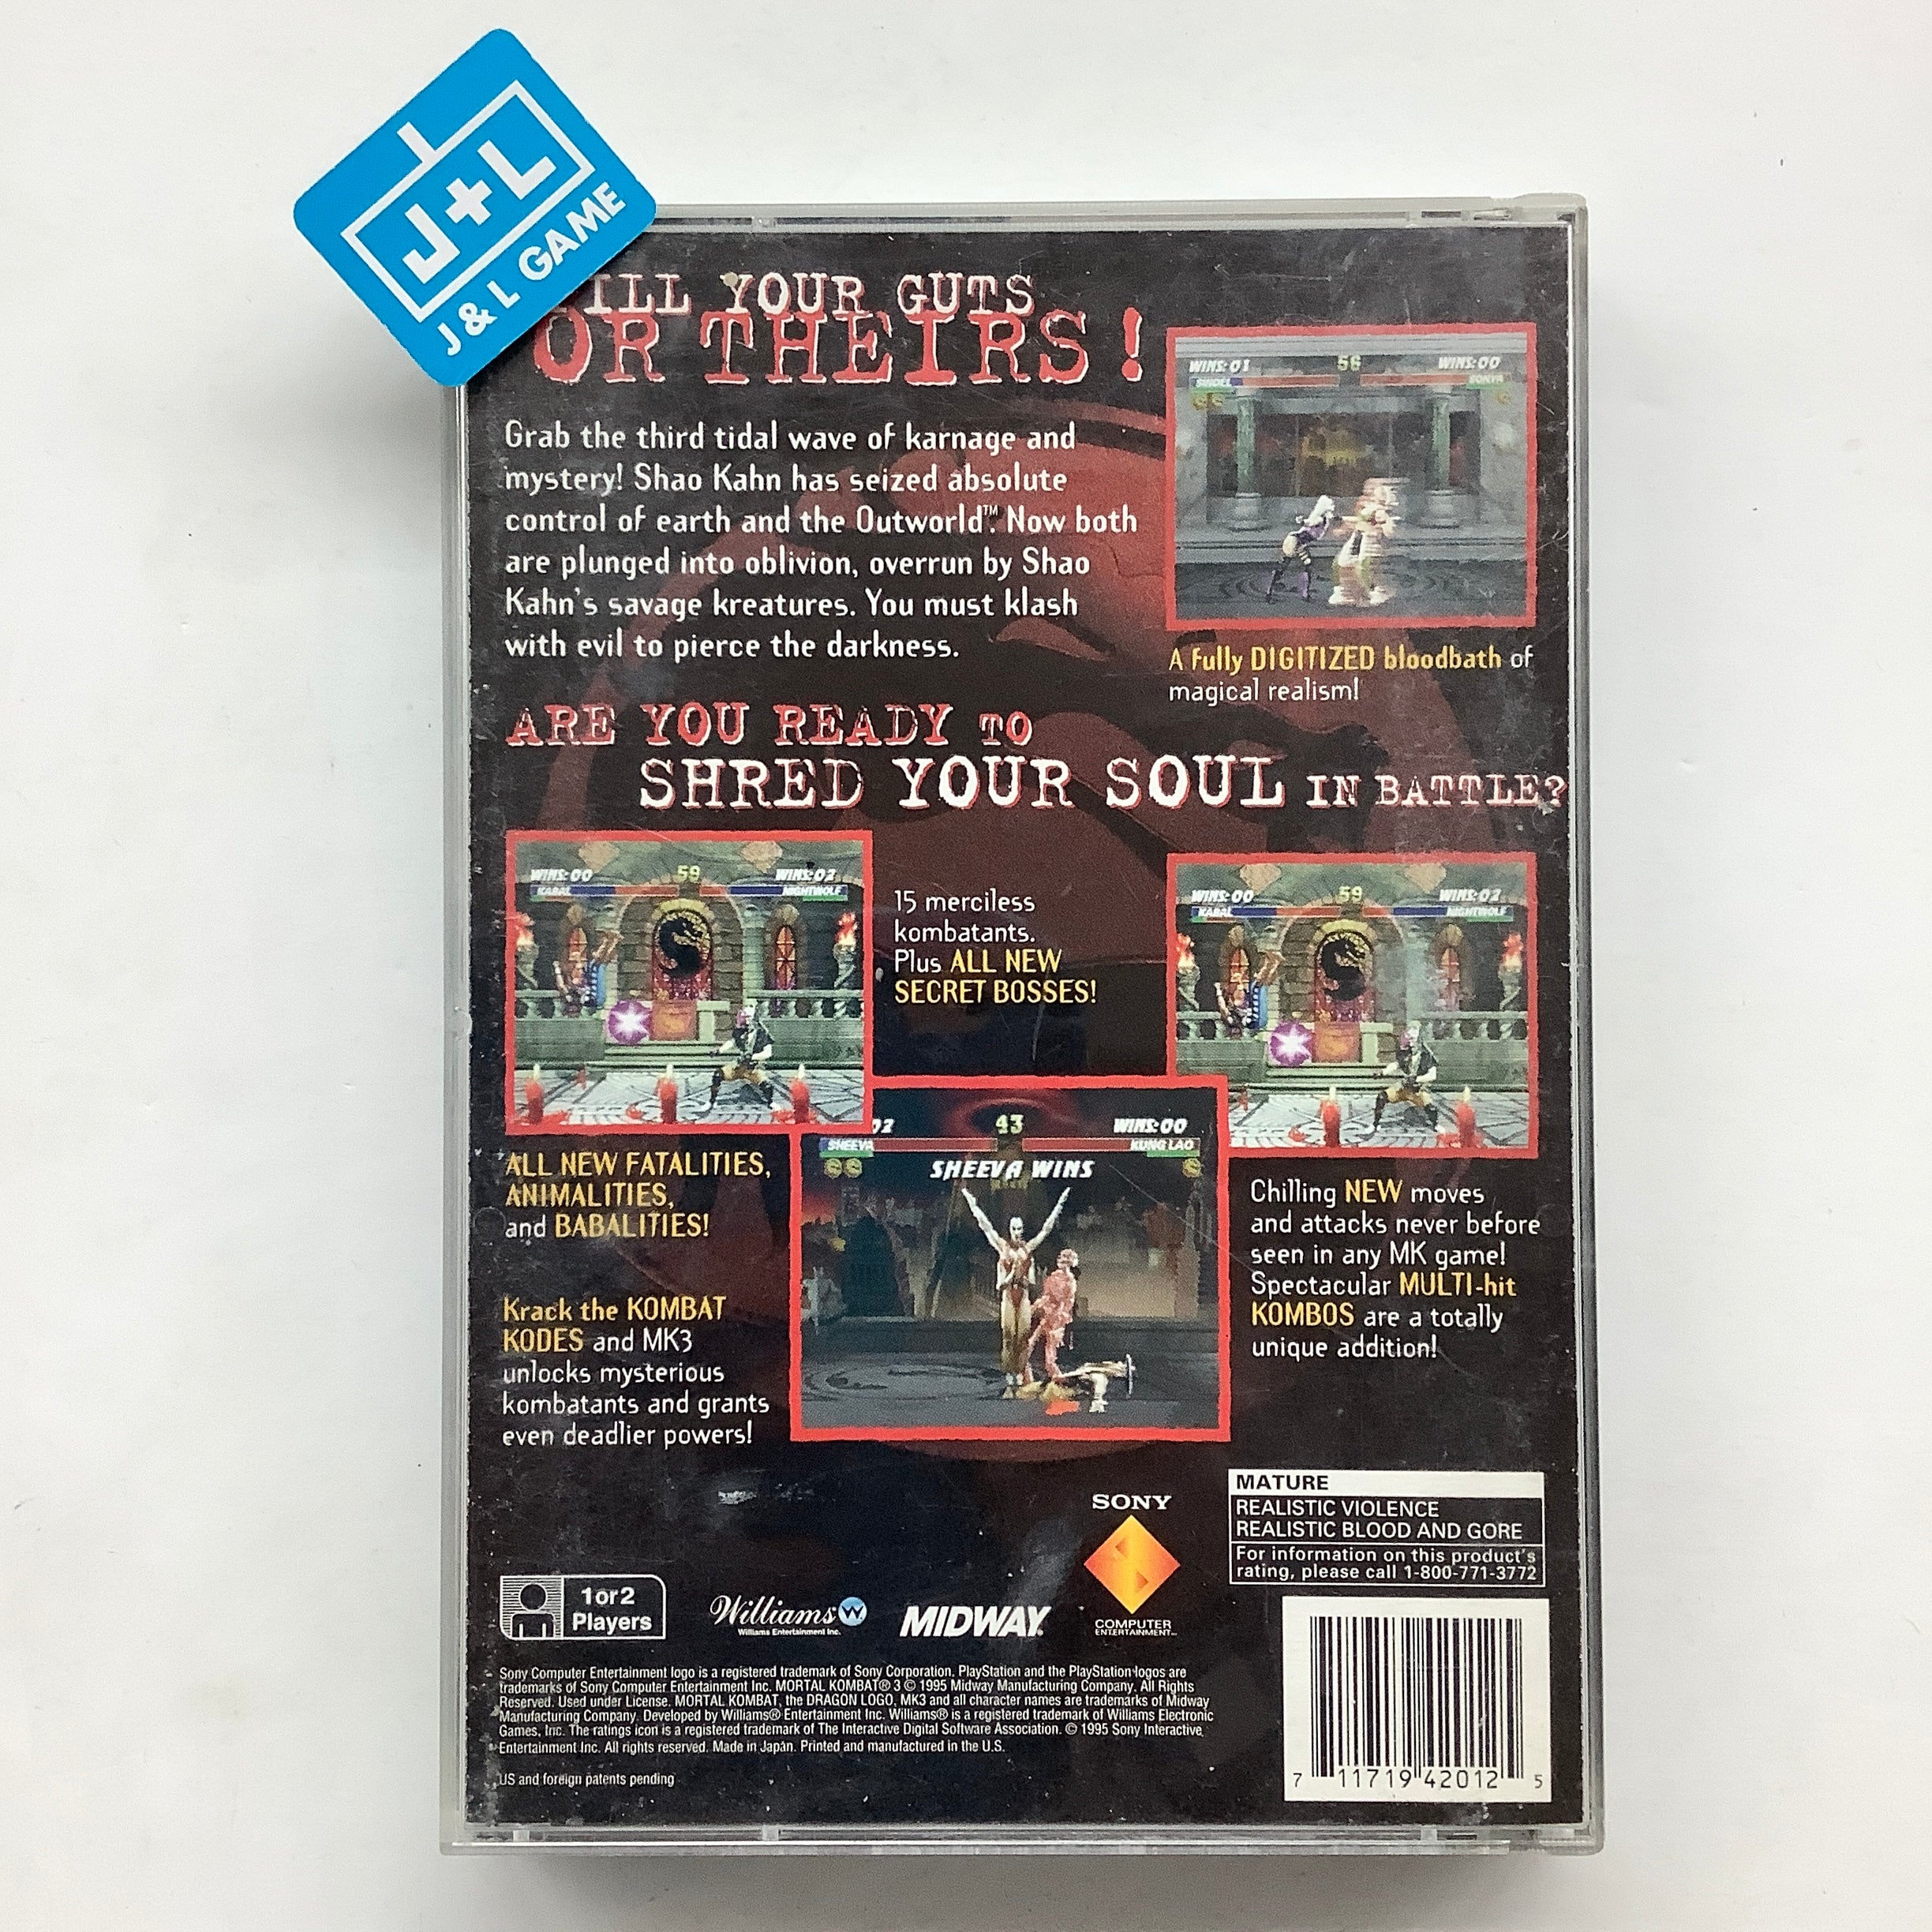 J+L
J & L GAME
ILL YOUR GUTS
OR THEIRS!
Grab the third tidal wave of karnage and
mystery! Shao Kahn has seized absolute
control of earth and the Outworld™. Now both
are plunged into oblivion, overrun by Shao
Kahn's savage kreatures. You must klash
with evil to pierce the darkness.
WINS:01 56 WINS:00
SINDEL SONYA
A fully DIGITIZED bloodbath of
magical realism!
ARE YOU READY TO
SHRED YOUR SOUL IN BATTLE?
WINS:00 59 WINS:02
KABAL NIGHTWOLF
15 merciless
kombatants.
Plus ALL NEW
SECRET BOSSES!
WINS:00 59 WINS:02
KABAL NIGHTWOLF
ALL NEW FATALITIES,
ANIMALITIES,
and BABALITIES!
Krack the KOMBAT
KODES and MK3
unlocks mysterious
kombatants and grants
even deadlier powers!
02 43 WINS:00
SHEEVA KUNG LAO
SHEEVA WINS
Chilling NEW moves
and attacks never before
seen in any MK game!
Spectacular MULTI-hit
KOMBOS are a totally
unique addition!
MATURE
REALISTIC VIOLENCE
REALISTIC BLOOD AND GORE
For information on this product's
rating, please call 1-800-771-3772
1 or 2
Players
Williams W
Williams Entertainment Inc.
MIDWAY
SONY
COMPUTER
ENTERTAINMENT
Sony Computer Entertainment logo is a registered trademark of Sony Corporation. PlayStation and the PlayStation logos are
trademarks of Sony Computer Entertainment Inc. MORTAL KOMBAT® 3 © 1995 Midway Manufacturing Company. All Rights
Reserved. Used under License. MORTAL KOMBAT, the DRAGON LOGO, MK3 and all character names are trademarks of Midway
Manufacturing Company. Developed by Williams® Entertainment Inc. Williams® is a registered trademark of Williams Electronic
Games, Inc. The ratings icon is a registered trademark of The Interactive Digital Software Association. © 1995 Sony Interactive
Entertainment Inc. All rights reserved. Made in Japan. Printed and manufactured in the U.S.
US and foreign patents pending
7 11719 42012 5